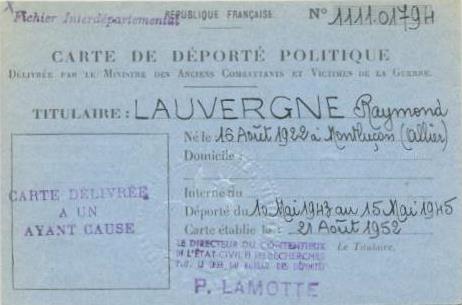 Fichier Interdépartemental
RÉPUBLIQUE FRANÇAISE
N° 1111.0179H
CARTE DE DÉPORTÉ POLITIQUE
DÉLIVRÉE PAR LE MINISTRE DES ANCIENS COMBATTANTS ET VICTIMES DE LA GUERRE.
TITULAIRE : LAUVERGNE Raymond
Né le 16 Août 1922 à Montluçon (Allier)
Domicile :
Interné du
Déporté du 10 Mai 1943 au 15 Mai 1945
Carte établie le : 21 Août 1952
CARTE DÉLIVRÉE
A UN
AYANT CAUSE
LE DIRECTEUR DU CONTENTIEUX
DE L'ÉTAT-CIVIL & DES RECHERCHES
Le Titulaire,
P. LAMOTTE